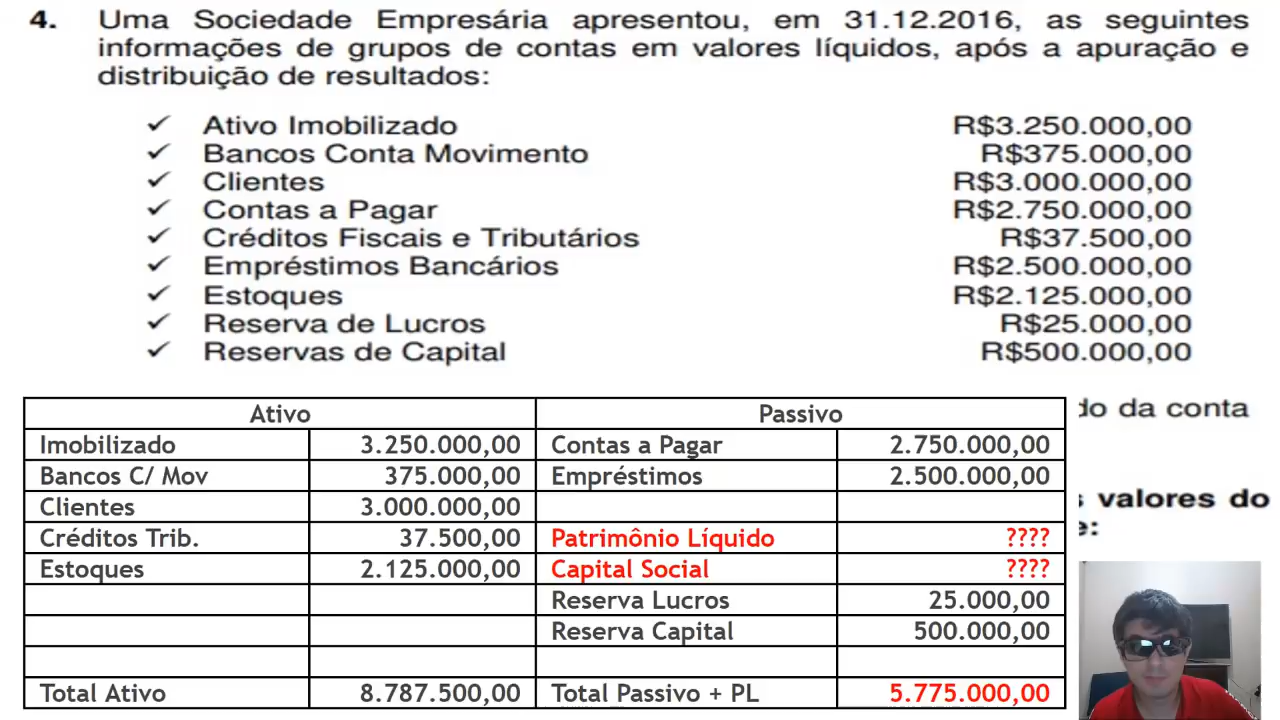 4. Uma Sociedade Empresária apresentou, em 31.12.2016, as seguintes
informações de grupos de contas em valores líquidos, após a apuração e
distribuição de resultados:
✓ Ativo Imobilizado R$3.250.000,00
✓ Bancos Conta Movimento R$375.000,00
✓ Clientes R$3.000.000,00
✓ Contas a Pagar R$2.750.000,00
✓ Créditos Fiscais e Tributários R$37.500,00
✓ Empréstimos Bancários R$2.500.000,00
✓ Estoques R$2.125.000,00
✓ Reserva de Lucros R$25.000,00
✓ Reservas de Capital R$500.000,00
do da conta
valores do
e:
Ativo Passivo
Imobilizado 3.250.000,00 Contas a Pagar 2.750.000,00
Bancos C/ Mov 375.000,00 Empréstimos 2.500.000,00
Clientes 3.000.000,00
Créditos Trib. 37.500,00 Patrimônio Líquido ????
Estoques 2.125.000,00 Capital Social ????
Reserva Lucros 25.000,00
Reserva Capital 500.000,00
Total Ativo 8.787.500,00 Total Passivo + PL 5.775.000,00